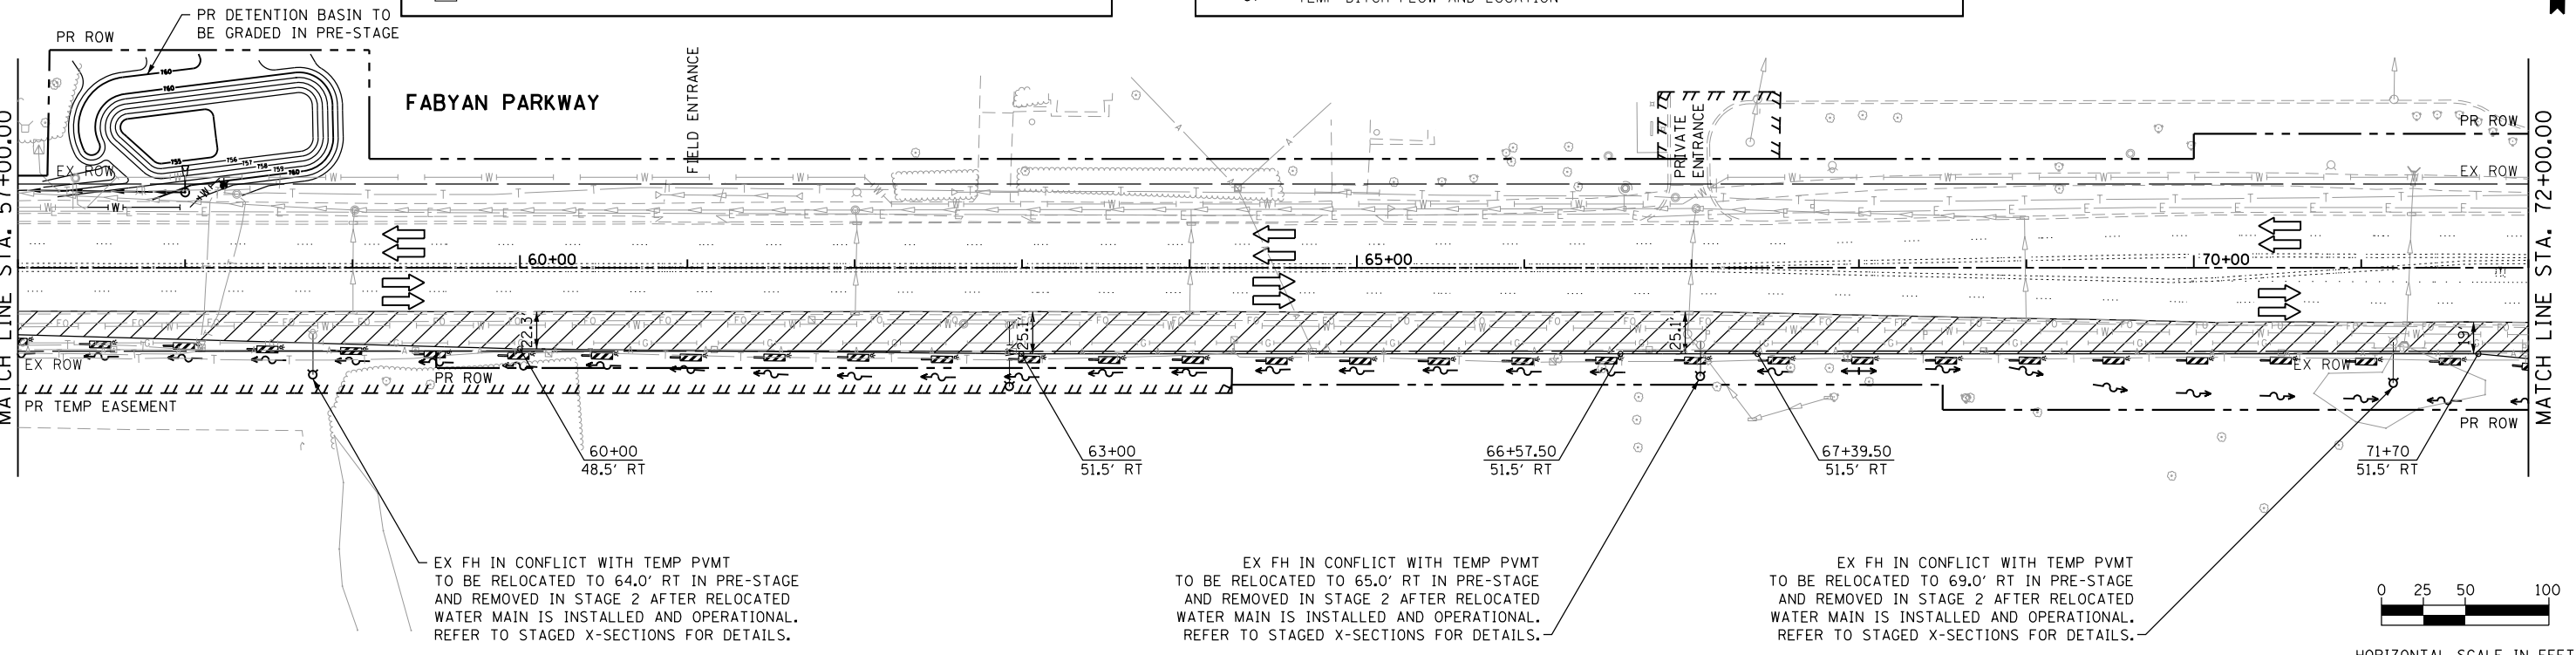 PR DETENTION BASIN TO
BE GRADED IN PRE-STAGE
PR ROW
FABYAN PARKWAY
FIELD ENTRANCE
PRIVATE
ENTRANCE
PR ROW
EX ROW
EX ROW
760
760
755
756
757
758
759
760
MATCH LINE STA. 57+00.00
MATCH LINE STA. 72+00.00
60+00
65+00
70+00
22.3'
25.1'
25.1'
19'
EX ROW
PR ROW
EX ROW
PR TEMP EASEMENT
PR ROW
60+00
48.5' RT
63+00
51.5' RT
66+57.50
51.5' RT
67+39.50
51.5' RT
71+70
51.5' RT
EX FH IN CONFLICT WITH TEMP PVMT
TO BE RELOCATED TO 64.0' RT IN PRE-STAGE
AND REMOVED IN STAGE 2 AFTER RELOCATED
WATER MAIN IS INSTALLED AND OPERATIONAL.
REFER TO STAGED X-SECTIONS FOR DETAILS.
EX FH IN CONFLICT WITH TEMP PVMT
TO BE RELOCATED TO 65.0' RT IN PRE-STAGE
AND REMOVED IN STAGE 2 AFTER RELOCATED
WATER MAIN IS INSTALLED AND OPERATIONAL.
REFER TO STAGED X-SECTIONS FOR DETAILS.
EX FH IN CONFLICT WITH TEMP PVMT
TO BE RELOCATED TO 69.0' RT IN PRE-STAGE
AND REMOVED IN STAGE 2 AFTER RELOCATED
WATER MAIN IS INSTALLED AND OPERATIONAL.
REFER TO STAGED X-SECTIONS FOR DETAILS.
0 25 50 100